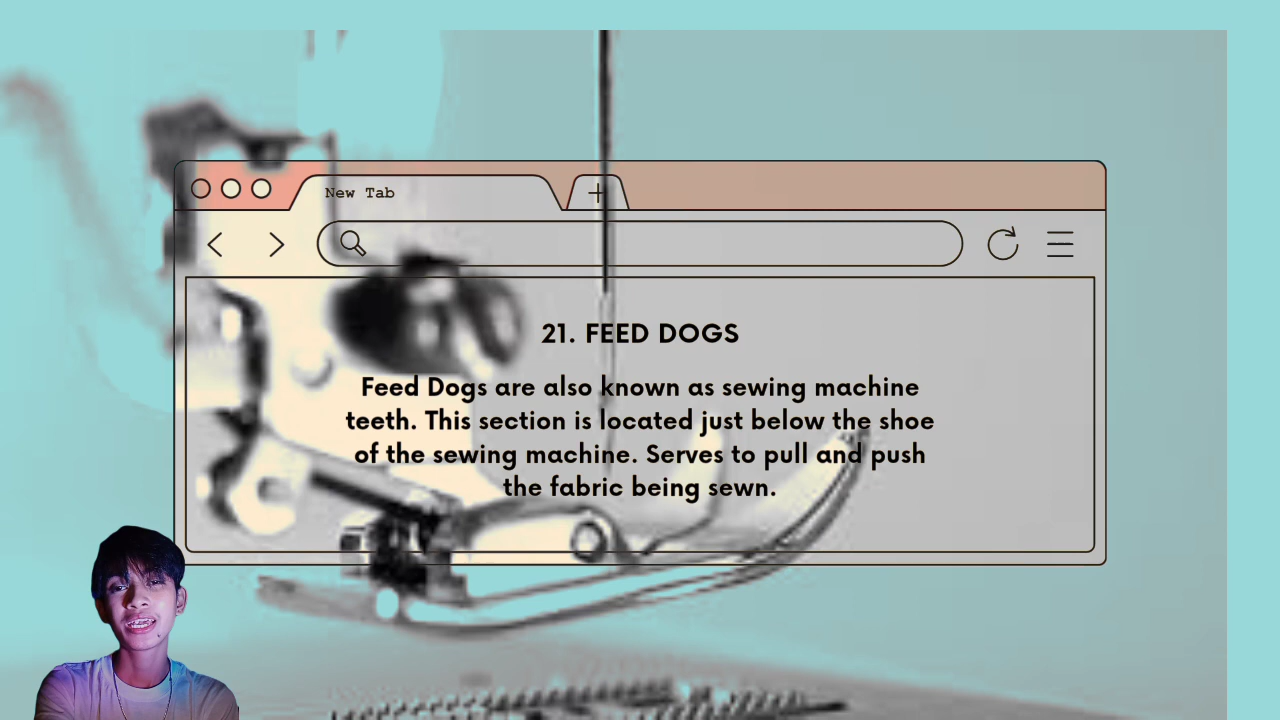 New Tab
21. FEED DOGS
Feed Dogs are also known as sewing machine
teeth. This section is located just below the shoe
of the sewing machine. Serves to pull and push
the fabric being sewn.